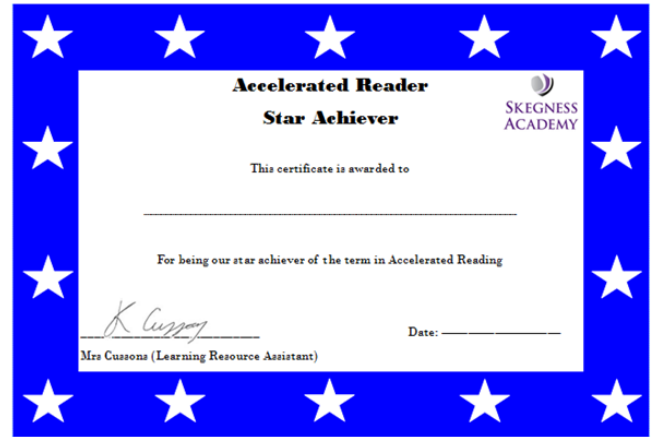 Accelerated Reader
Star Achiever
SKEGNESS
ACADEMY
This certificate is awarded to
For being our star achiever of the term in Accelerated Reading
K Cussons
Date:
Mrs Cussons (Learning Resource Assistant)